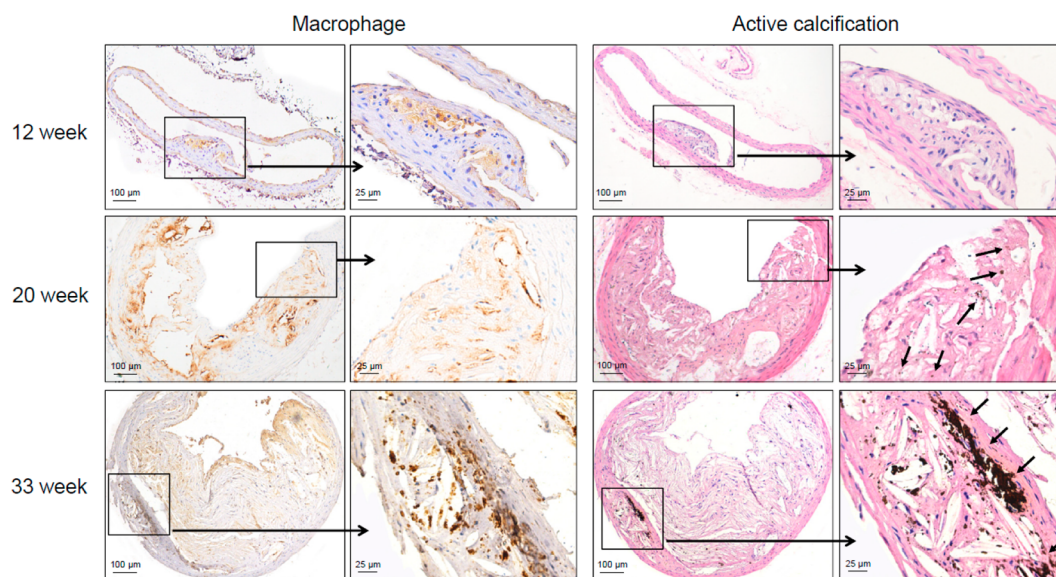 Macrophage Active calcification
12 week
100 µm 25 µm 100 µm 25 µm
20 week
100 µm 25 µm 100 µm 25 µm
33 week
100 µm 25 µm 100 µm 25 µm